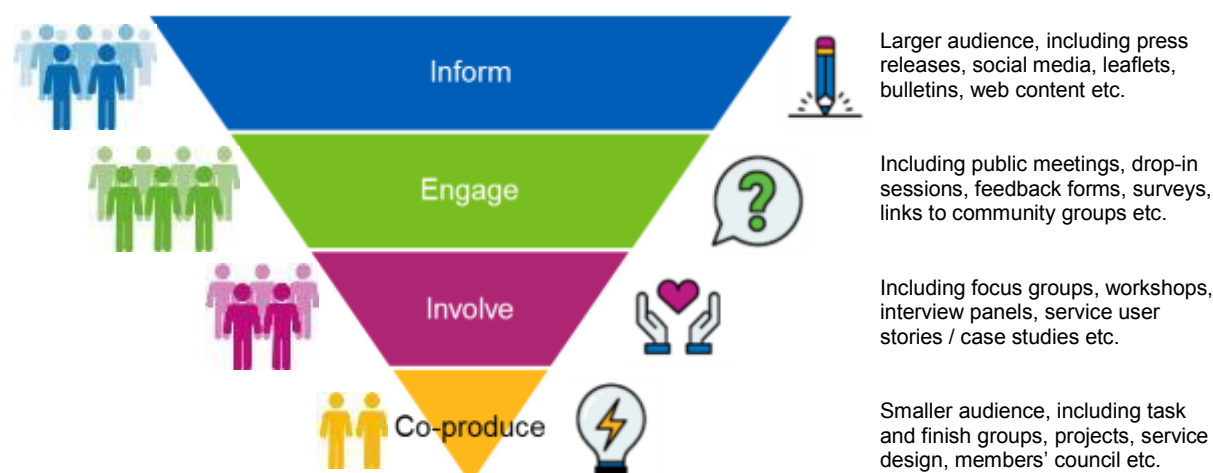 Inform
Larger audience, including press
releases, social media, leaflets,
bulletins, web content etc.
Engage
Including public meetings, drop-in
sessions, feedback forms, surveys,
links to community groups etc.
Involve
Including focus groups, workshops,
interview panels, service user
stories / case studies etc.
Co-produce
Smaller audience, including task
and finish groups, projects, service
design, members’ council etc.